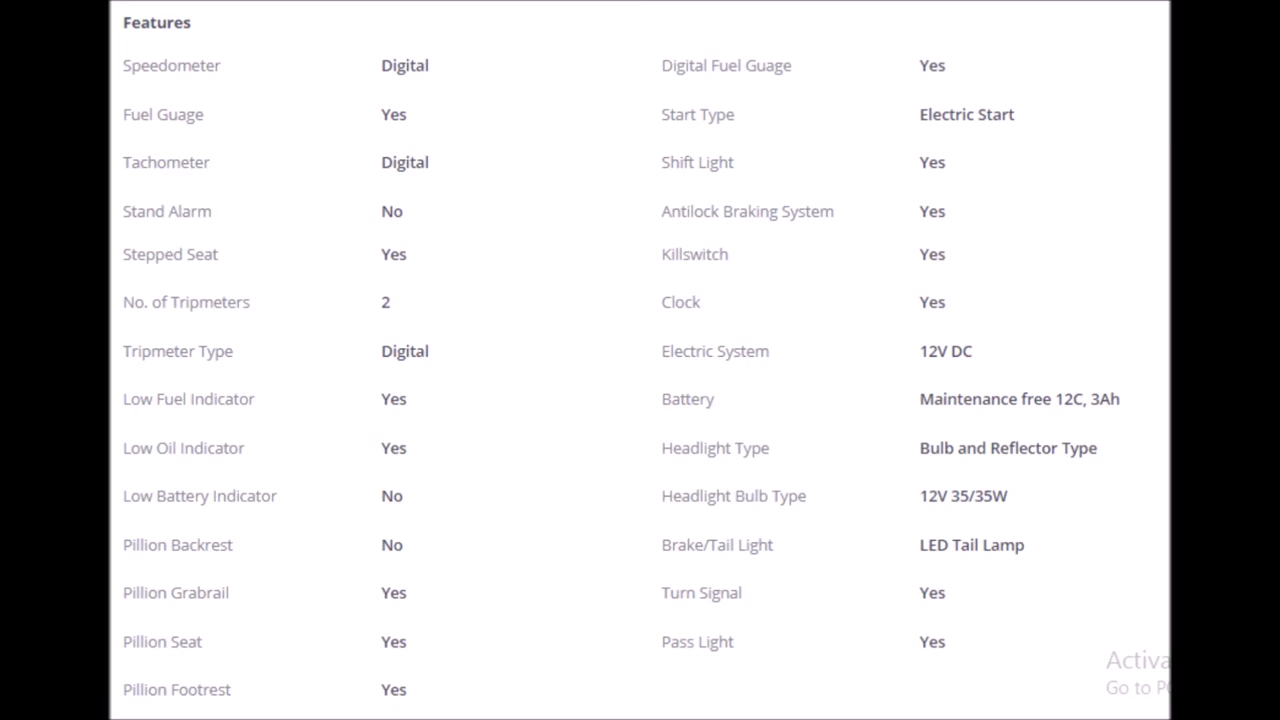 Features
Speedometer Digital Digital Fuel Guage Yes
Fuel Guage Yes Start Type Electric Start
Tachometer Digital Shift Light Yes
Stand Alarm No Antilock Braking System Yes
Stepped Seat Yes Killswitch Yes
No. of Tripmeters 2 Clock Yes
Tripmeter Type Digital Electric System 12V DC
Low Fuel Indicator Yes Battery Maintenance free 12C, 3Ah
Low Oil Indicator Yes Headlight Type Bulb and Reflector Type
Low Battery Indicator No Headlight Bulb Type 12V 35/35W
Pillion Backrest No Brake/Tail Light LED Tail Lamp
Pillion Grabrail Yes Turn Signal Yes
Pillion Seat Yes Pass Light Yes
Activa
Go to P
Pillion Footrest Yes